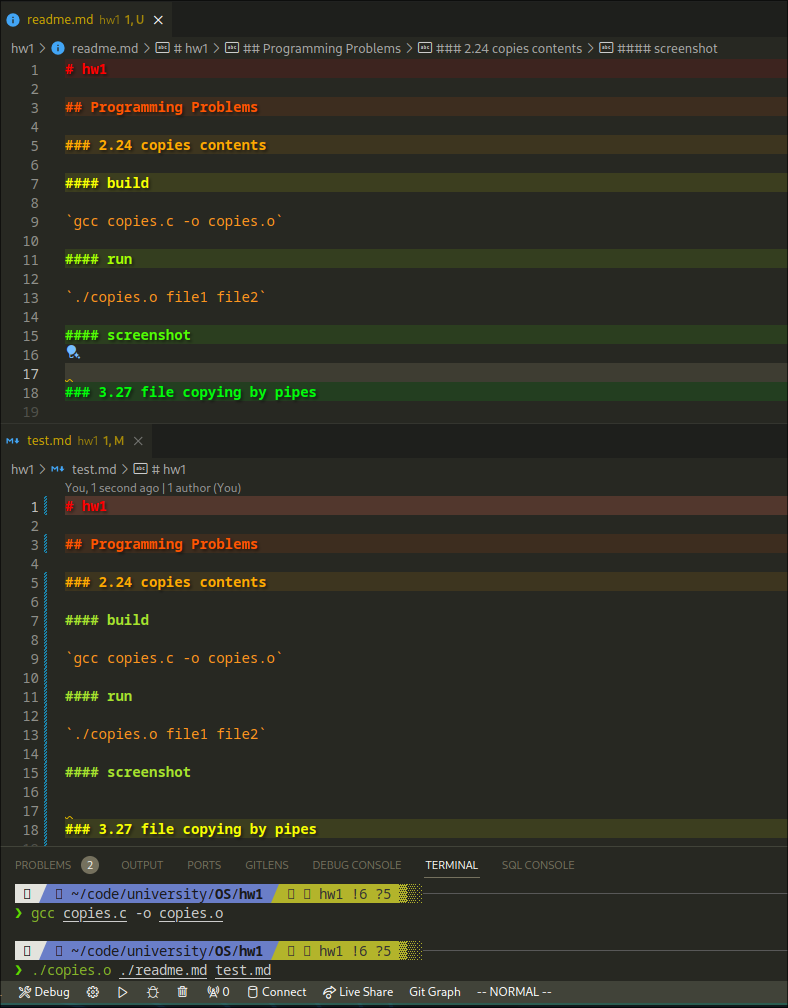 readme.md hw1 1, U
hw1 > readme.md > # hw1 > ## Programming Problems > ### 2.24 copies contents > #### screenshot
1 # hw1
2
3 ## Programming Problems
4
5 ### 2.24 copies contents
6
7 #### build
8
9 `gcc copies.c -o copies.o`
10
11 #### run
12
13 `./copies.o file1 file2`
14
15 #### screenshot
16
17
18 ### 3.27 file copying by pipes
19
test.md hw1 1, M
hw1 > test.md > # hw1
You, 1 second ago | 1 author (You)
1 # hw1
2
3 ## Programming Problems
4
5 ### 2.24 copies contents
6
7 #### build
8
9 `gcc copies.c -o copies.o`
10
11 #### run
12
13 `./copies.o file1 file2`
14
15 #### screenshot
16
17
18 ### 3.27 file copying by pipes
PROBLEMS 2 OUTPUT PORTS GITLENS DEBUG CONSOLE TERMINAL SQL CONSOLE
~/code/university/OS/hw1 hw1 !6 ?5
❯ gcc copies.c -o copies.o
~/code/university/OS/hw1 hw1 !6 ?5
❯ ./copies.o ./readme.md test.md
Debug 0 Connect Live Share Git Graph -- NORMAL --